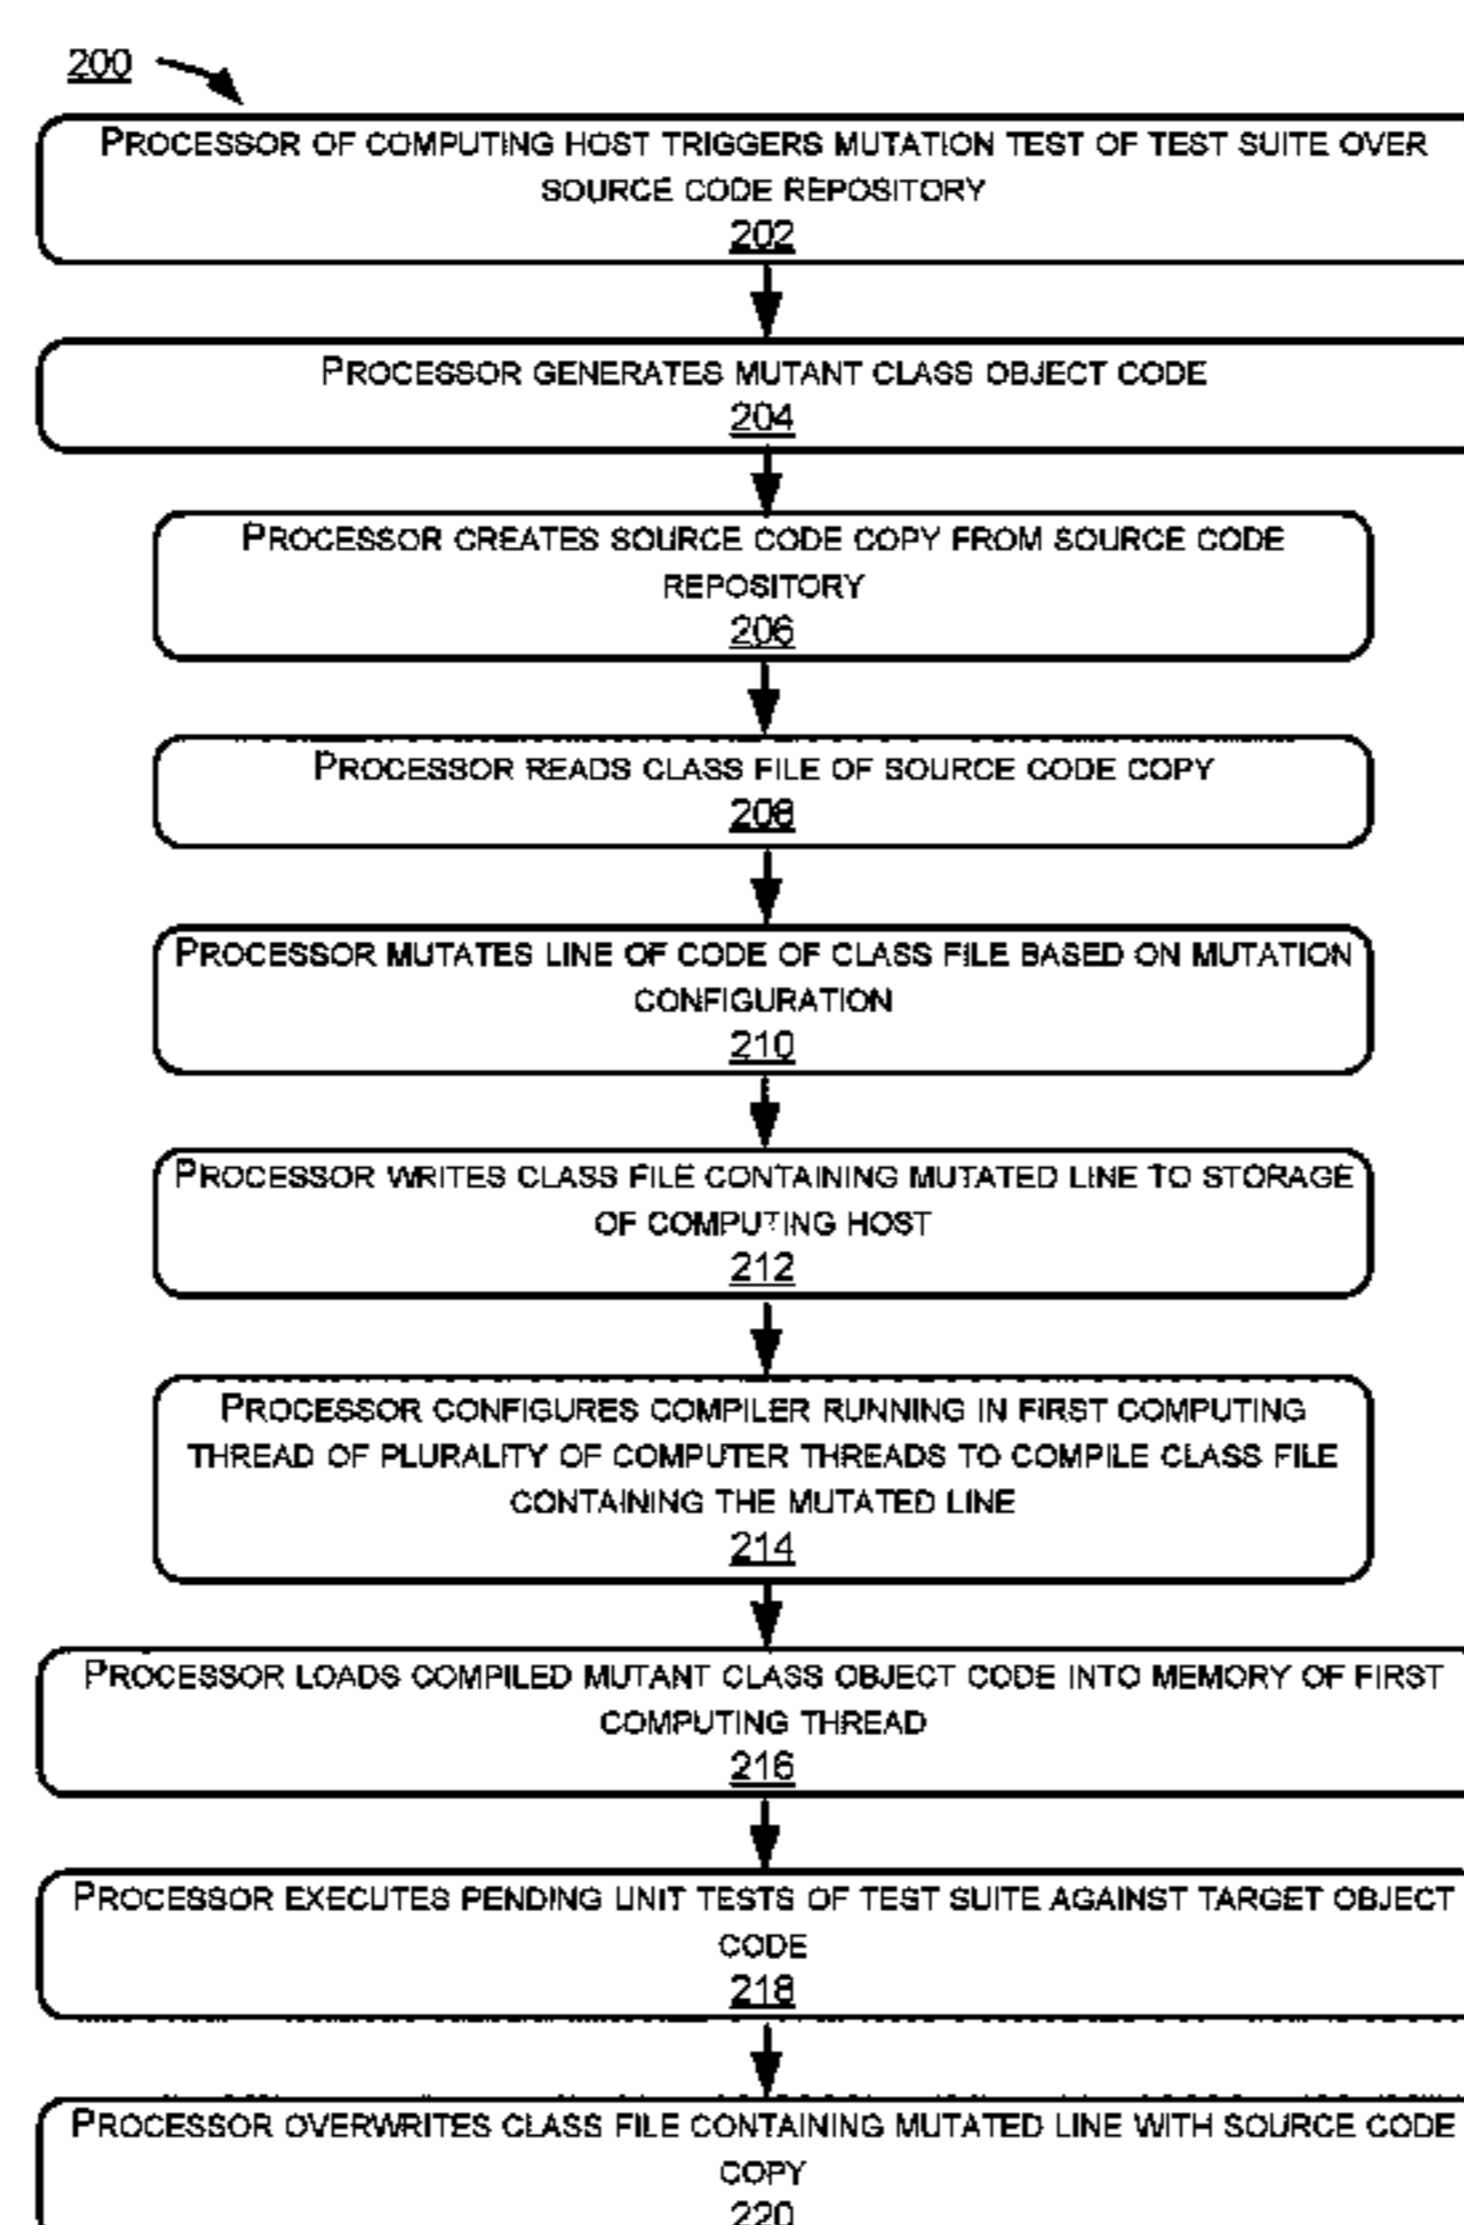 200
PROCESSOR OF COMPUTING HOST TRIGGERS MUTATION TEST OF TEST SUITE OVER
SOURCE CODE REPOSITORY
202
PROCESSOR GENERATES MUTANT CLASS OBJECT CODE
204
PROCESSOR CREATES SOURCE CODE COPY FROM SOURCE CODE
REPOSITORY
206
PROCESSOR READS CLASS FILE OF SOURCE CODE COPY
208
PROCESSOR MUTATES LINE OF CODE OF CLASS FILE BASED ON MUTATION
CONFIGURATION
210
PROCESSOR WRITES CLASS FILE CONTAINING MUTATED LINE TO STORAGE
OF COMPUTING HOST
212
PROCESSOR CONFIGURES COMPILER RUNNING IN FIRST COMPUTING
THREAD OF PLURALITY OF COMPUTER THREADS TO COMPILE CLASS FILE
CONTAINING THE MUTATED LINE
214
PROCESSOR LOADS COMPILED MUTANT CLASS OBJECT CODE INTO MEMORY OF FIRST
COMPUTING THREAD
216
PROCESSOR EXECUTES PENDING UNIT TESTS OF TEST SUITE AGAINST TARGET OBJECT
CODE
218
PROCESSOR OVERWRITES CLASS FILE CONTAINING MUTATED LINE WITH SOURCE CODE
COPY
220